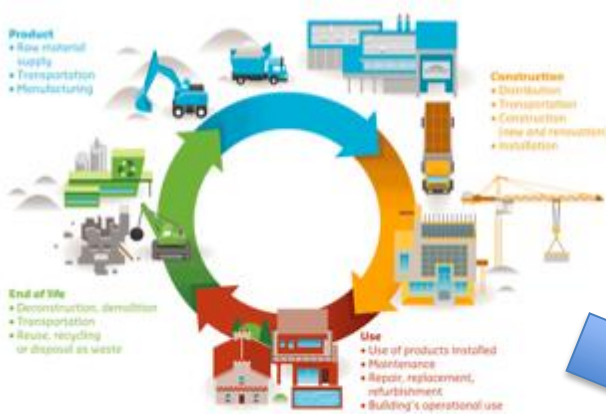 Product
• Raw material
supply
• Transportation
• Manufacturing
Construction
• Distribution
• Transportation
• Construction
(new and renovation)
• Installation
Use
• Use of products installed
• Maintenance
• Repair, replacement,
refurbishment
• Building's operational use
End of life
• Deconstruction, demolition
• Transportation
• Reuse, recycling
or disposal as waste